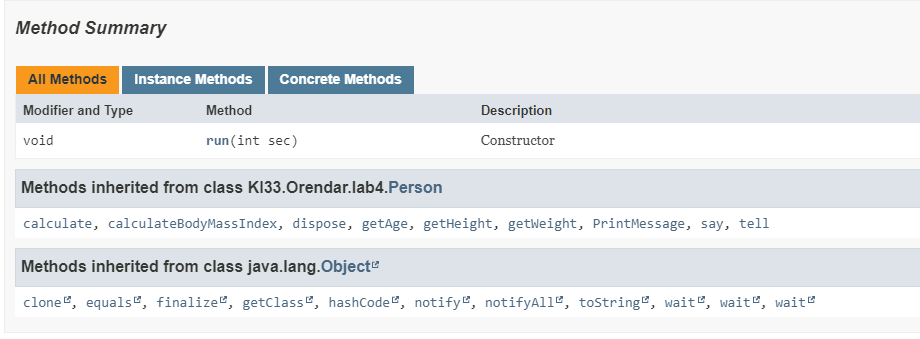 Method Summary
All Methods Instance Methods Concrete Methods
Modifier and Type Method Description
void run(int sec) Constructor
Methods inherited from class KI33.Orendar.lab4.Person
calculate, calculateBodyMassIndex, dispose, getAge, getHeight, getWeight, PrintMessage, say, tell
Methods inherited from class java.lang.Object
clone, equals, finalize, getClass, hashCode, notify, notifyAll, toString, wait, wait, wait